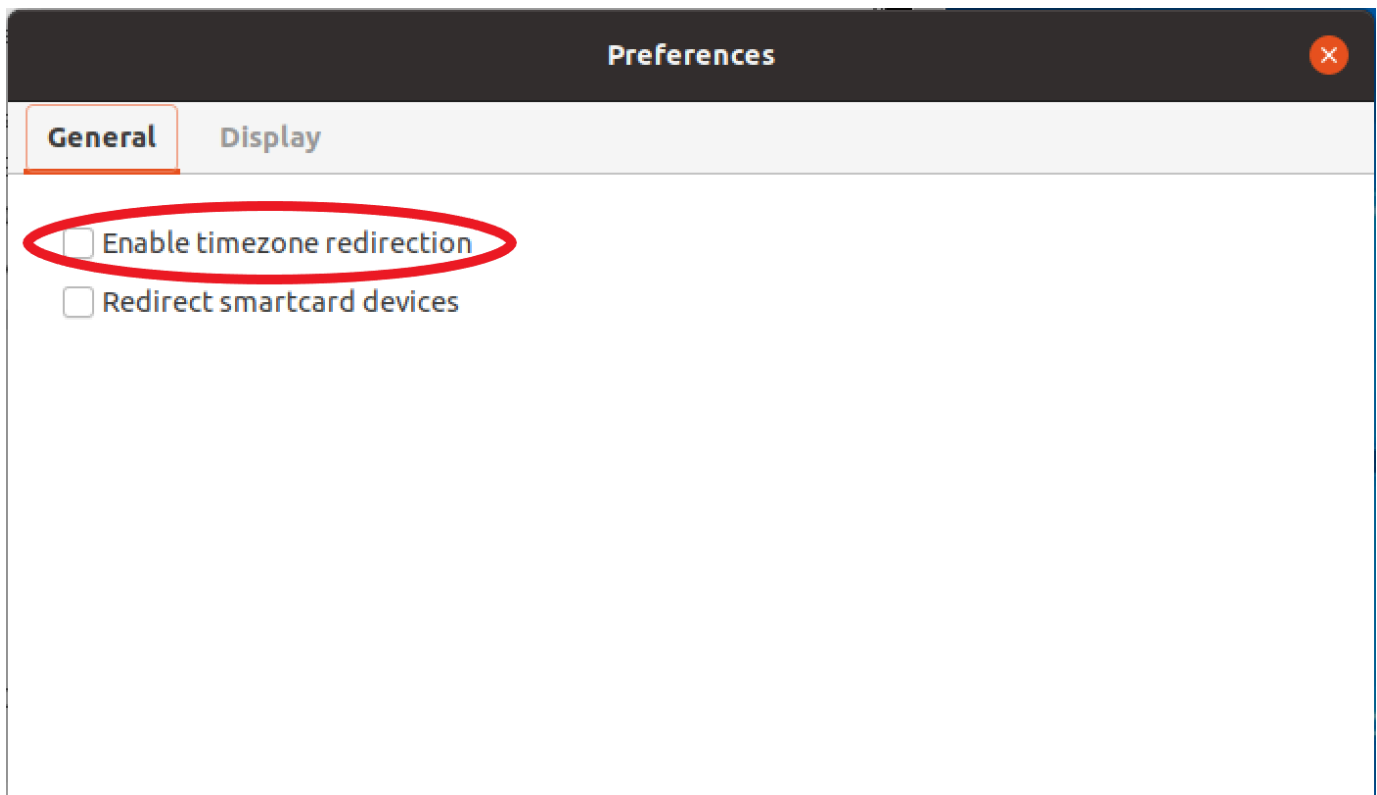 Preferences
General Display
Enable timezone redirection
Redirect smartcard devices